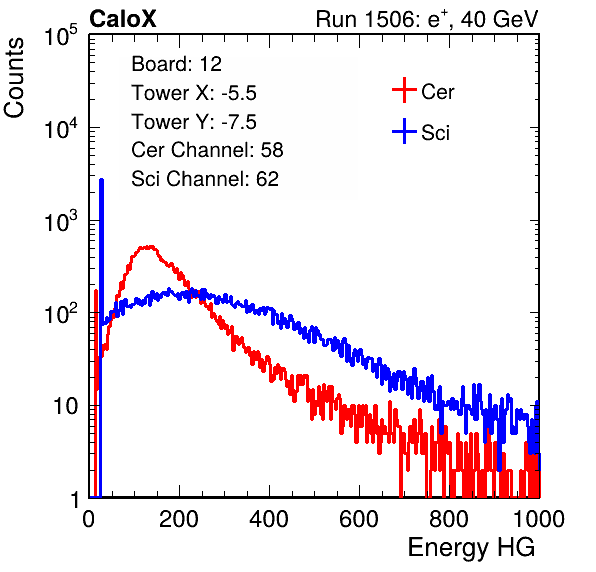 CaloX Run 1506: e+, 40 GeV
Counts
Board: 12
Tower X: -5.5
Tower Y: -7.5
Cer Channel: 58
Sci Channel: 62
Cer
Sci
10^5
10^4
10^3
10^2
10
1
0 200 400 600 800 1000
Energy HG